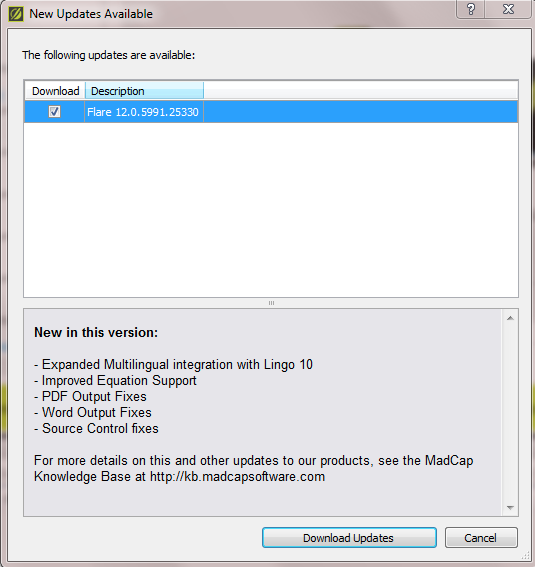 New Updates Available
The following updates are available:
Download Description
Flare 12.0.5991.25330
New in this version:
- Expanded Multilingual integration with Lingo 10
- Improved Equation Support
- PDF Output Fixes
- Word Output Fixes
- Source Control fixes
For more details on this and other updates to our products, see the MadCap
Knowledge Base at http://kb.madcapsoftware.com
Download Updates Cancel